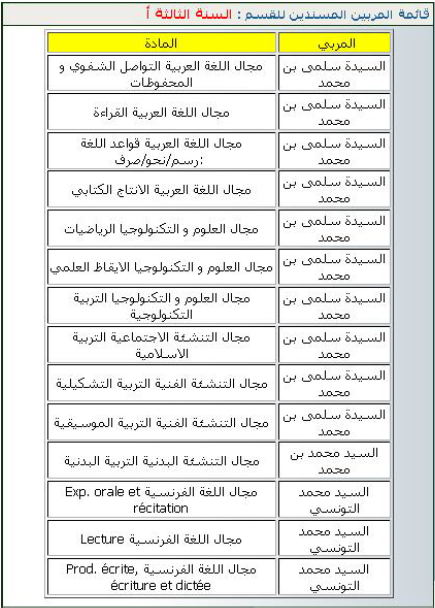 قائمة المربين المسندين للقسم : السنة الثالثة أ
المربي المادة
السيدة سلمى بن محمد
مجال اللغة العربية التواصل الشفوي و
المحفوظات
السيدة سلمى بن محمد
مجال اللغة العربية القراءة
السيدة سلمى بن محمد
مجال اللغة العربية قواعد اللغة
:رسم/نحو/صرف
السيدة سلمى بن محمد
مجال اللغة العربية الانتاج الكتابي
السيدة سلمى بن محمد
مجال العلوم و التكنولوجيا الرياضيات
السيدة سلمى بن محمد
مجال العلوم و التكنولوجيا الايقاظ العلمي
السيدة سلمى بن محمد
مجال العلوم و التكنولوجيا التربية
التكنولوجية
السيدة سلمى بن محمد
مجال التنشئة الاجتماعية التربية
الاسلامية
السيدة سلمى بن محمد
مجال التنشئة الفنية التربية التشكيلية
السيدة سلمى بن محمد
مجال التنشئة الفنية التربية الموسيقية
السيد محمد بن محمد
مجال التنشئة البدنية التربية البدنية
السيد محمد التونسي
مجال اللغة الفرنسية Exp. orale et
récitation
السيد محمد التونسي
مجال اللغة الفرنسية Lecture
السيد محمد التونسي
مجال اللغة الفرنسية Prod. écrite,
écriture et dictée